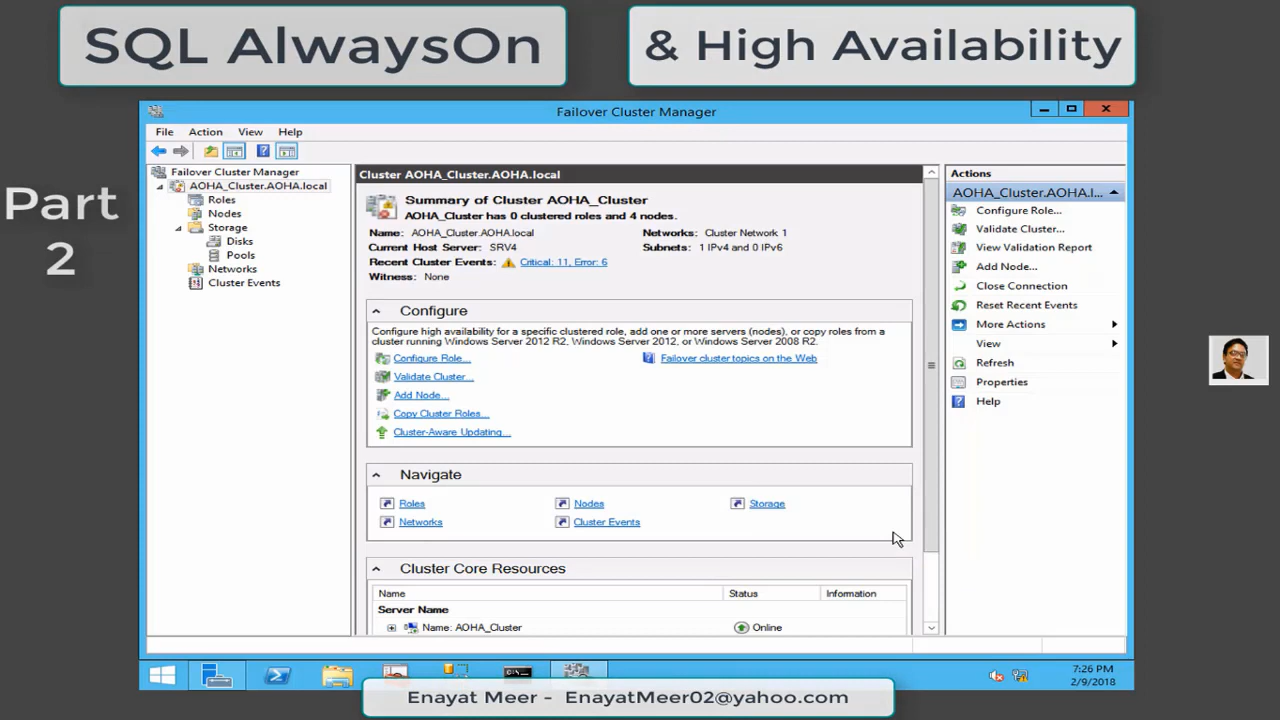 SQL AlwaysOn
& High Availability
Part
2
Failover Cluster Manager
File Action View Help
Failover Cluster Manager
AOHA_Cluster.AOHA.local
Roles
Nodes
Storage
Disks
Pools
Networks
Cluster Events
Cluster AOHA_Cluster.AOHA.local
Summary of Cluster AOHA_Cluster
AOHA_Cluster has 0 clustered roles and 4 nodes.
Name: AOHA_Cluster.AOHA.local
Networks: Cluster Network 1
Current Host Server: SRV4
Subnets: 1 IPv4 and 0 IPv6
Recent Cluster Events: Critical: 11, Error: 6
Witness: None
Configure
Configure high availability for a specific clustered role, add one or more servers (nodes), or copy roles from a
cluster running Windows Server 2012 R2, Windows Server 2012, or Windows Server 2008 R2.
Configure Role...
Failover cluster topics on the Web
Validate Cluster...
Add Node...
Copy Cluster Roles...
Cluster-Aware Updating...
Navigate
Roles
Nodes
Storage
Networks
Cluster Events
Cluster Core Resources
Name Status Information
Server Name
Name: AOHA_Cluster Online
Actions
AOHA_Cluster.AOHA.l...
Configure Role...
Validate Cluster...
View Validation Report
Add Node...
Close Connection
Reset Recent Events
More Actions
View
Refresh
Properties
Help
7:26 PM
2/9/2018
Enayat Meer - EnayatMeer02@yahoo.com